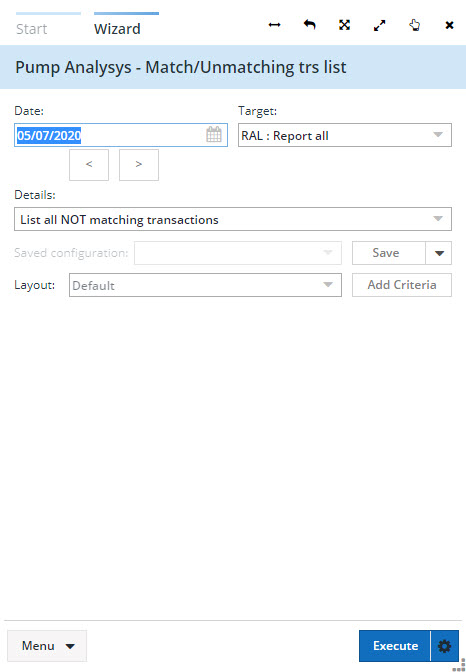 Start Wizard
Pump Analysys - Match/Unmatching trs list
Date: Target:
05/07/2020 RAL : Report all
< >
Details:
List all NOT matching transactions
Saved configuration: Save
Layout: Default Add Criteria
Menu Execute